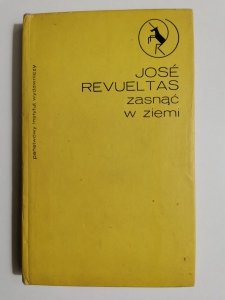 JOSÉ
REVUELTAS
zasnąć
w ziemi
państwowy instytut wydawniczy